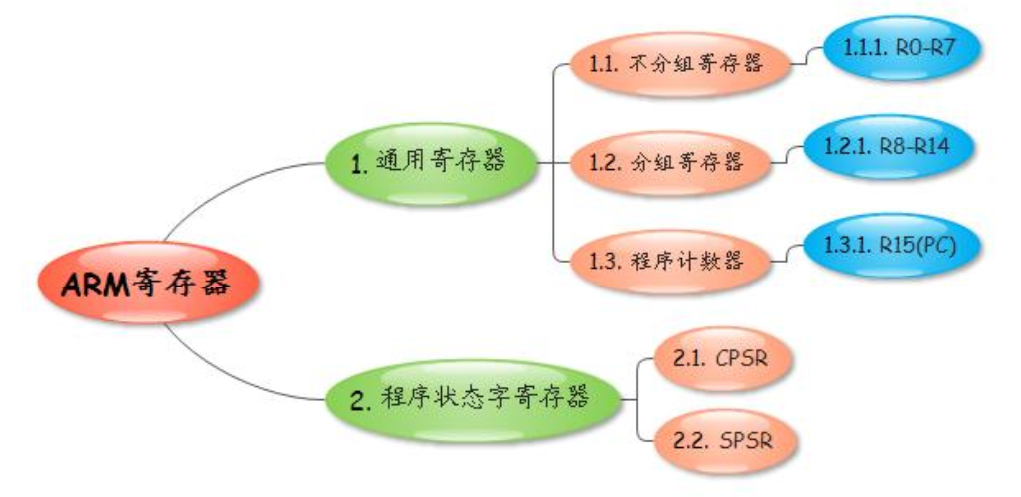 ARM寄存器
1. 通用寄存器
1.1. 不分组寄存器
1.1.1. R0-R7
1.2. 分组寄存器
1.2.1. R8-R14
1.3. 程序计数器
1.3.1. R15(PC)
2. 程序状态字寄存器
2.1. CPSR
2.2. SPSR